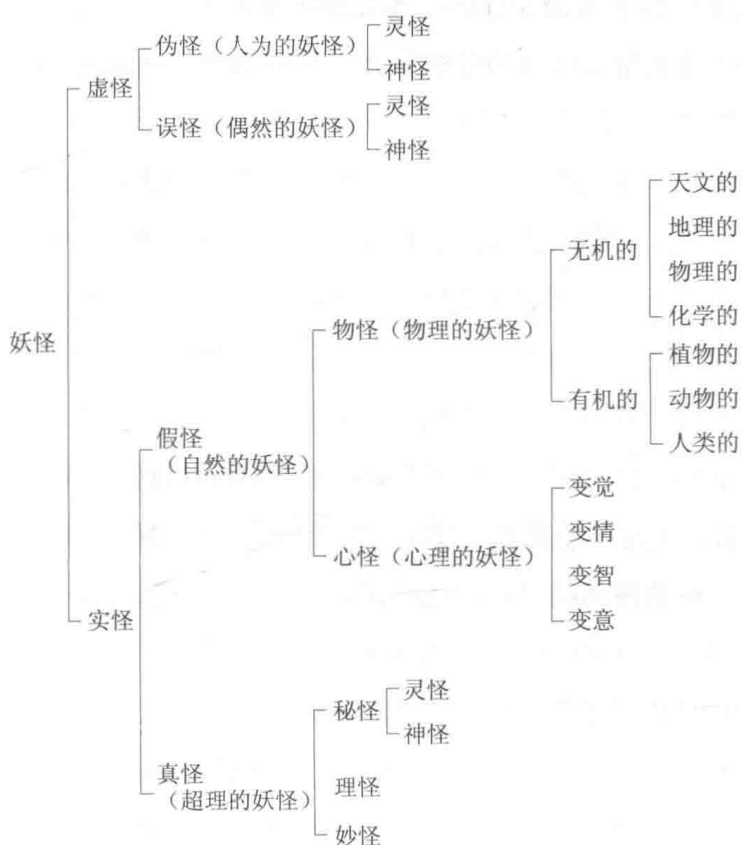 伪怪（人为的妖怪）
灵怪
神怪
虚怪
误怪（偶然的妖怪）
灵怪
神怪
妖怪
实怪
假怪
（自然的妖怪）
物怪（物理的妖怪）
无机的
天文的
地理的
物理的
化学的
有机的
植物的
动物的
人类的
心怪（心理的妖怪）
变觉
变情
变智
变意
真怪
（超理的妖怪）
秘怪
灵怪
神怪
理怪
妙怪